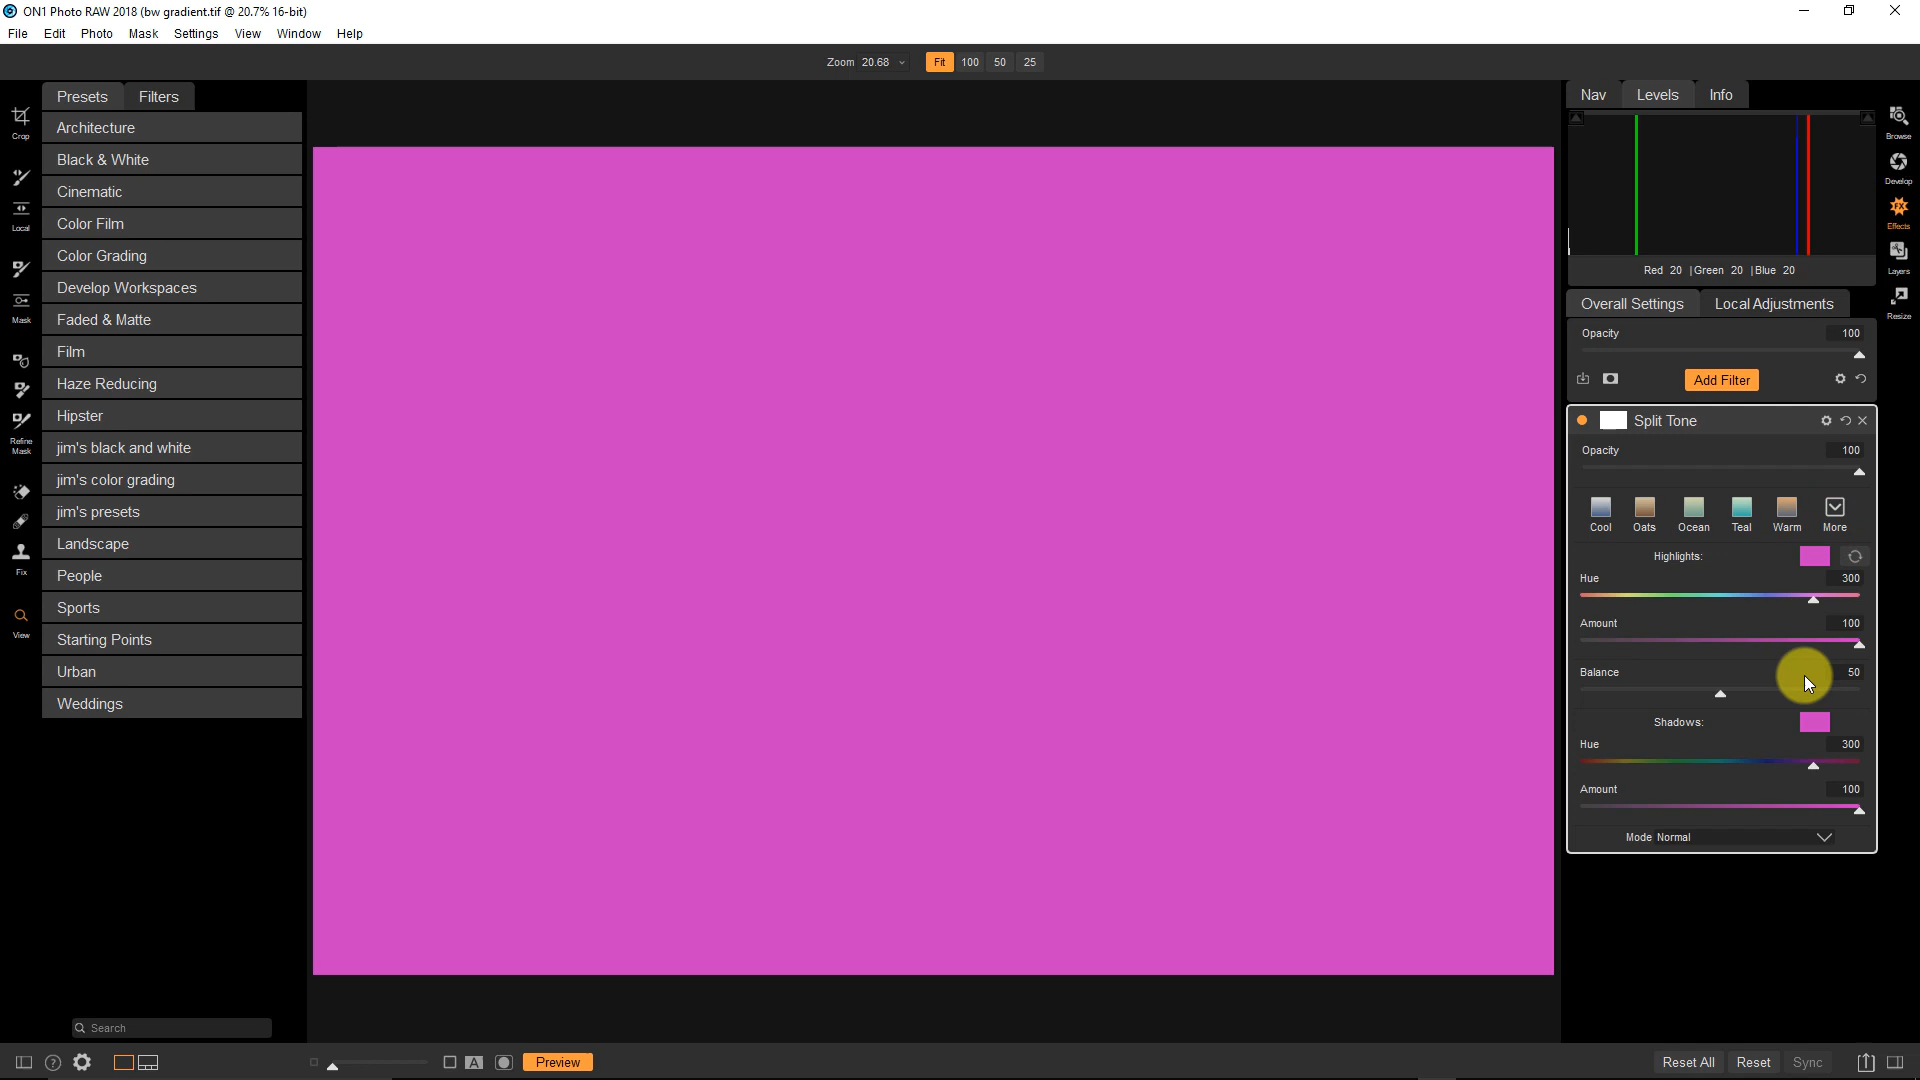 ON1 Photo RAW 2018 (bw gradient.tif @ 20.7% 16-bit)
File Edit Photo Mask Settings View Window Help
Zoom 20.68 Fit 100 50 25
Presets Filters
Architecture
Black & White
Cinematic
Color Film
Color Grading
Develop Workspaces
Faded & Matte
Film
Haze Reducing
Hipster
jim's black and white
jim's color grading
jim's presets
Landscape
People
Sports
Starting Points
Urban
Weddings
Search
Crop
Local
Mask
Refine
Mask
Fix
View
Nav Levels Info
Red 20 |Green 20 |Blue 20
Overall Settings Local Adjustments
Opacity 100
Add Filter
Split Tone
Opacity 100
Cool Oats Ocean Teal Warm More
Highlights:
Hue 300
Amount 100
Balance 50
Shadows:
Hue 300
Amount 100
Mode Normal
Browse
Develop
FX
Effects
Layers
Resize
? A Preview Reset All Reset Sync